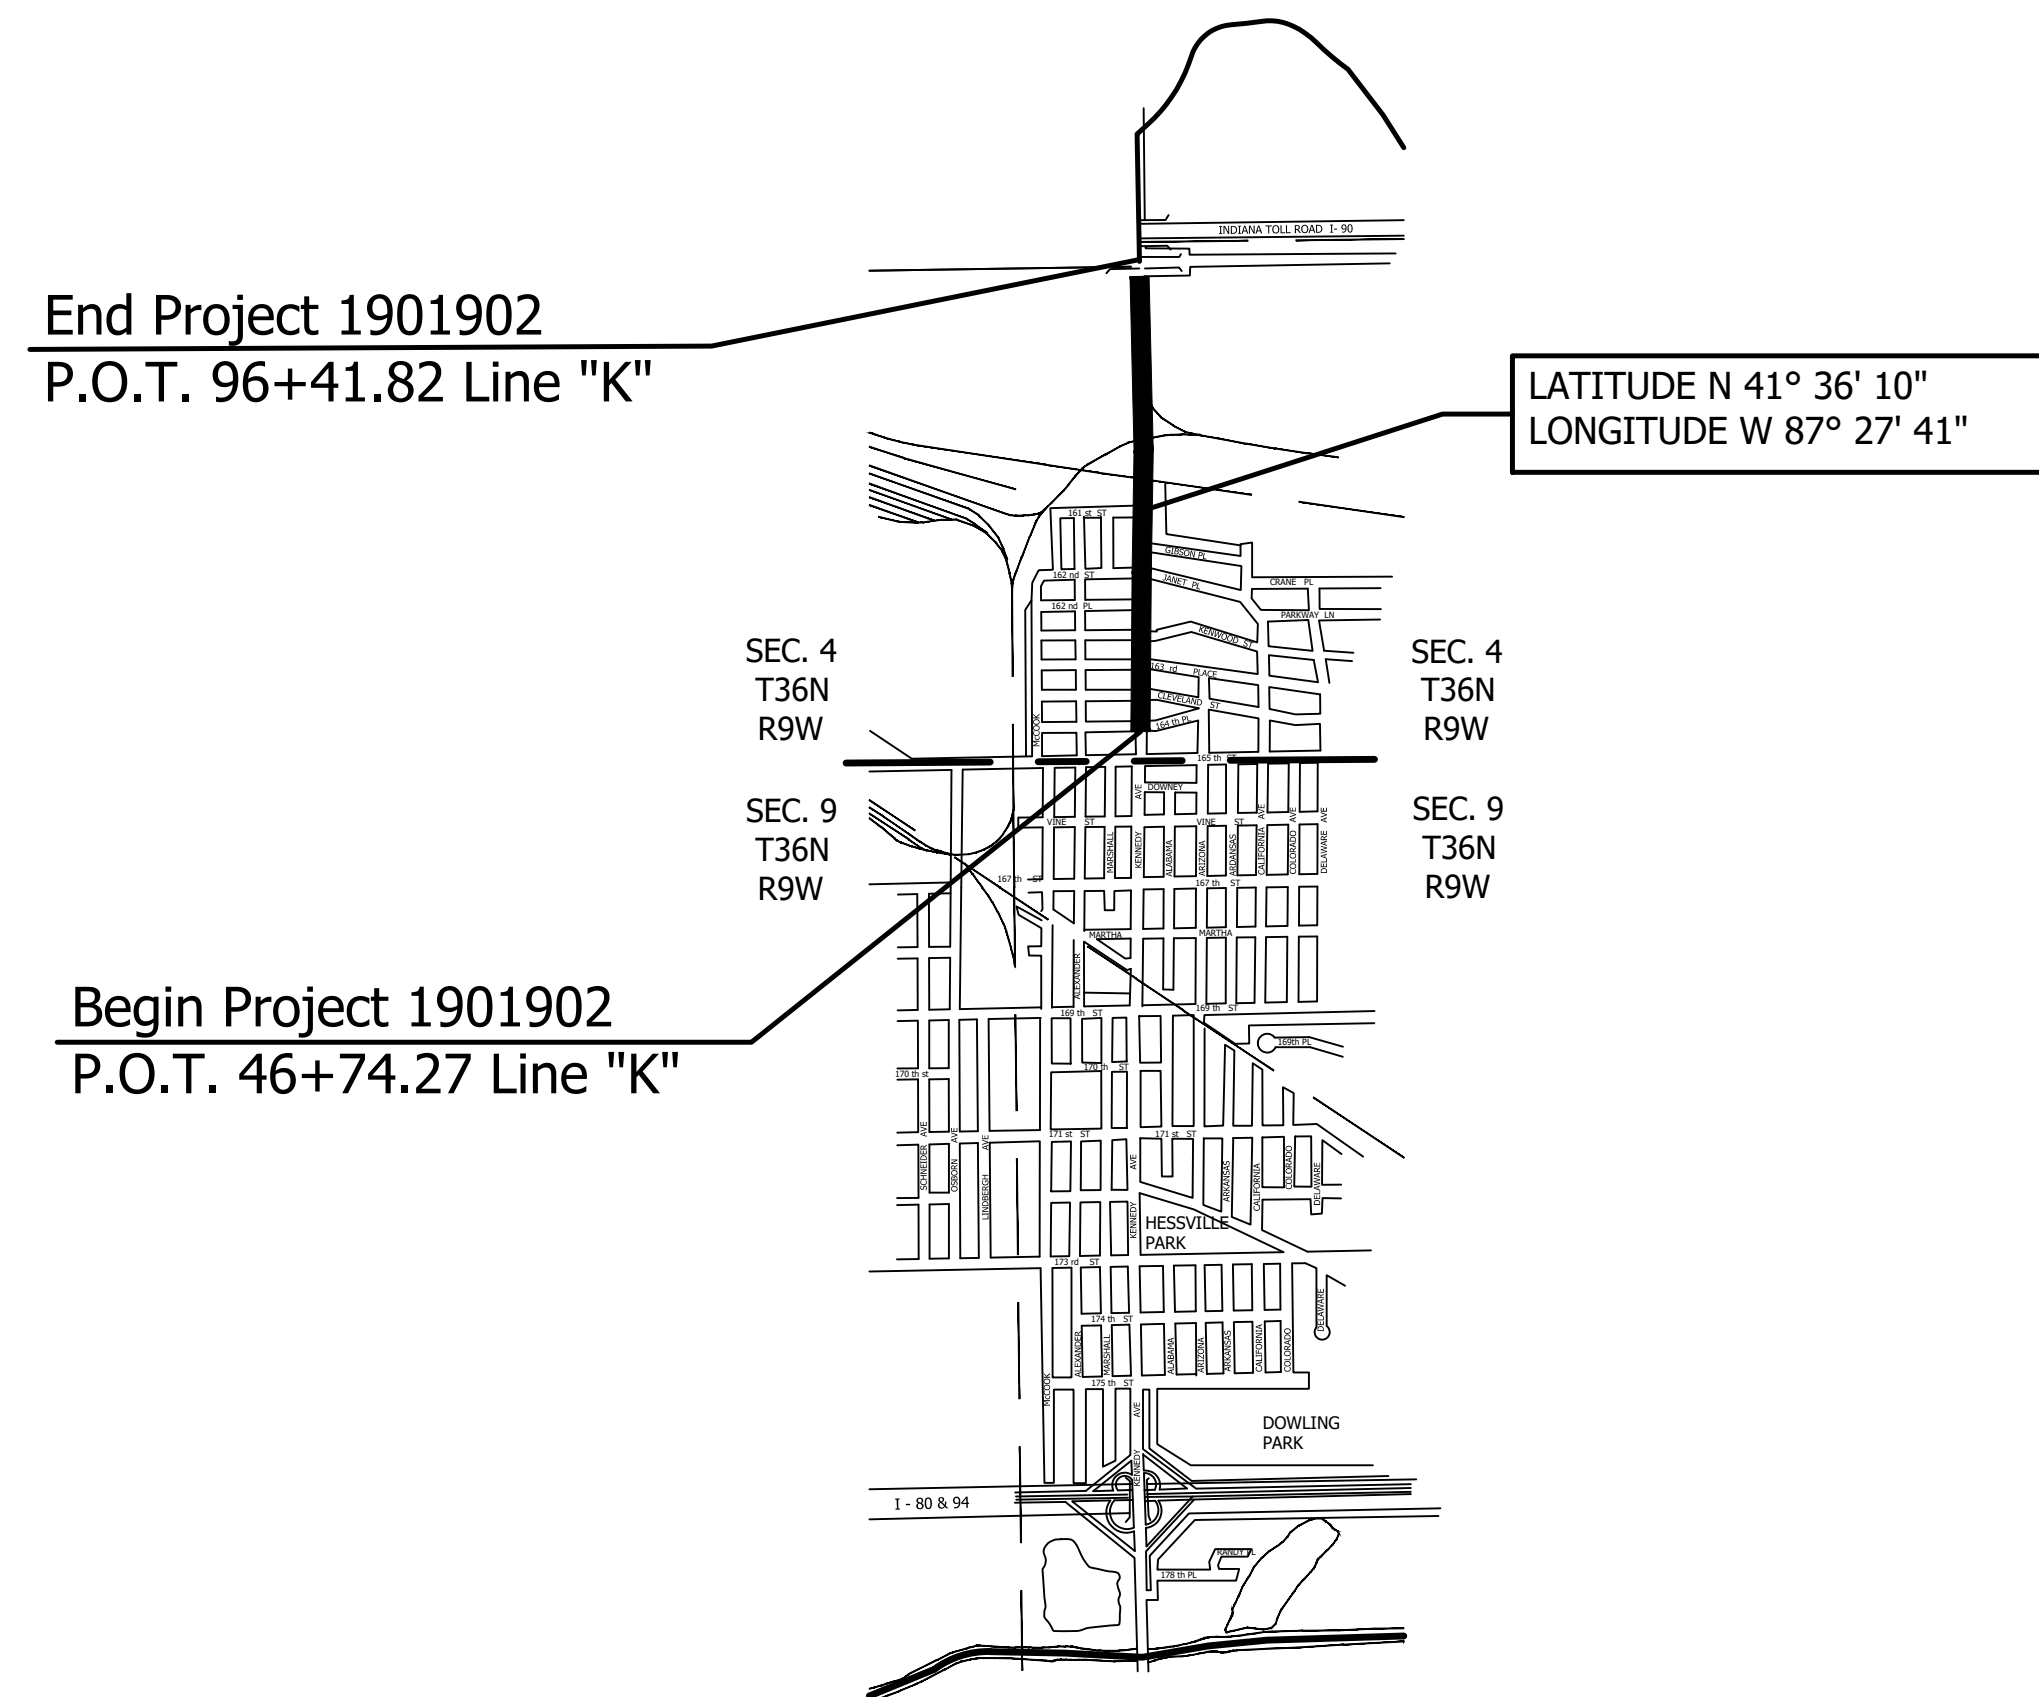 INDIANA TOLL ROAD I- 90
End Project 1901902
P.O.T. 96+41.82 Line "K"
LATITUDE N 41° 36' 10"
LONGITUDE W 87° 27' 41"
161 st ST
GIBSON PL
162 nd ST
JANET PL
CRANE PL
162 nd PL
PARKWAY LN
KENWOOD ST
SEC. 4
T36N
R9W
SEC. 4
T36N
R9W
163 rd PLACE
CLEVELAND ST
164 th PL
McCOOK
165 th ST
DOWNEY
SEC. 9
T36N
R9W
SEC. 9
T36N
R9W
VINE ST
VINE ST
MARSHALL
KENNEDY AVE
ALABAMA
ARIZONA
ARDANSAS
CALIFORNIA AVE
COLORADO AVE
DELAWARE AVE
167 th ST
167 th ST
MARTHA
MARTHA
ALEXANDER
Begin Project 1901902
P.O.T. 46+74.27 Line "K"
169 th ST
169 th ST
169th PL
170 th st
170 th ST
171 st ST
171 st ST
SCHNEIDER AVE
OSBORN AVE
LINDBERGH AVE
KENNEDY AVE
ARKANSAS
CALIFORNIA
COLORADO
DELAWARE
HESSVILLE
PARK
173 rd ST
174 th ST
DELAWARE
ALEXANDER
MARSHALL
ALABAMA
ARIZONA
ARKANSAS
CALIFORNIA
COLORADO
McCOOK
175 th ST
KENNEDY AVE
DOWLING
PARK
I - 80 & 94
RANDY PL
178 th PL